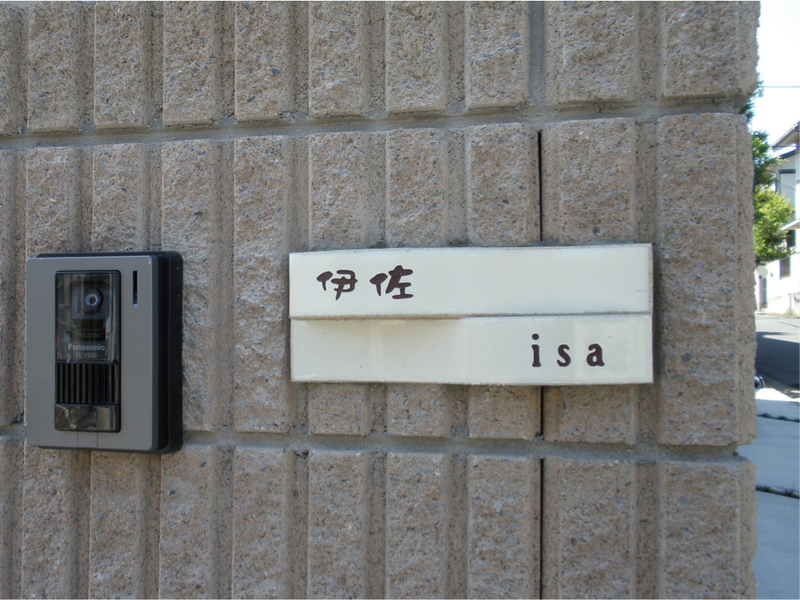 Panasonic
伊佐
isa